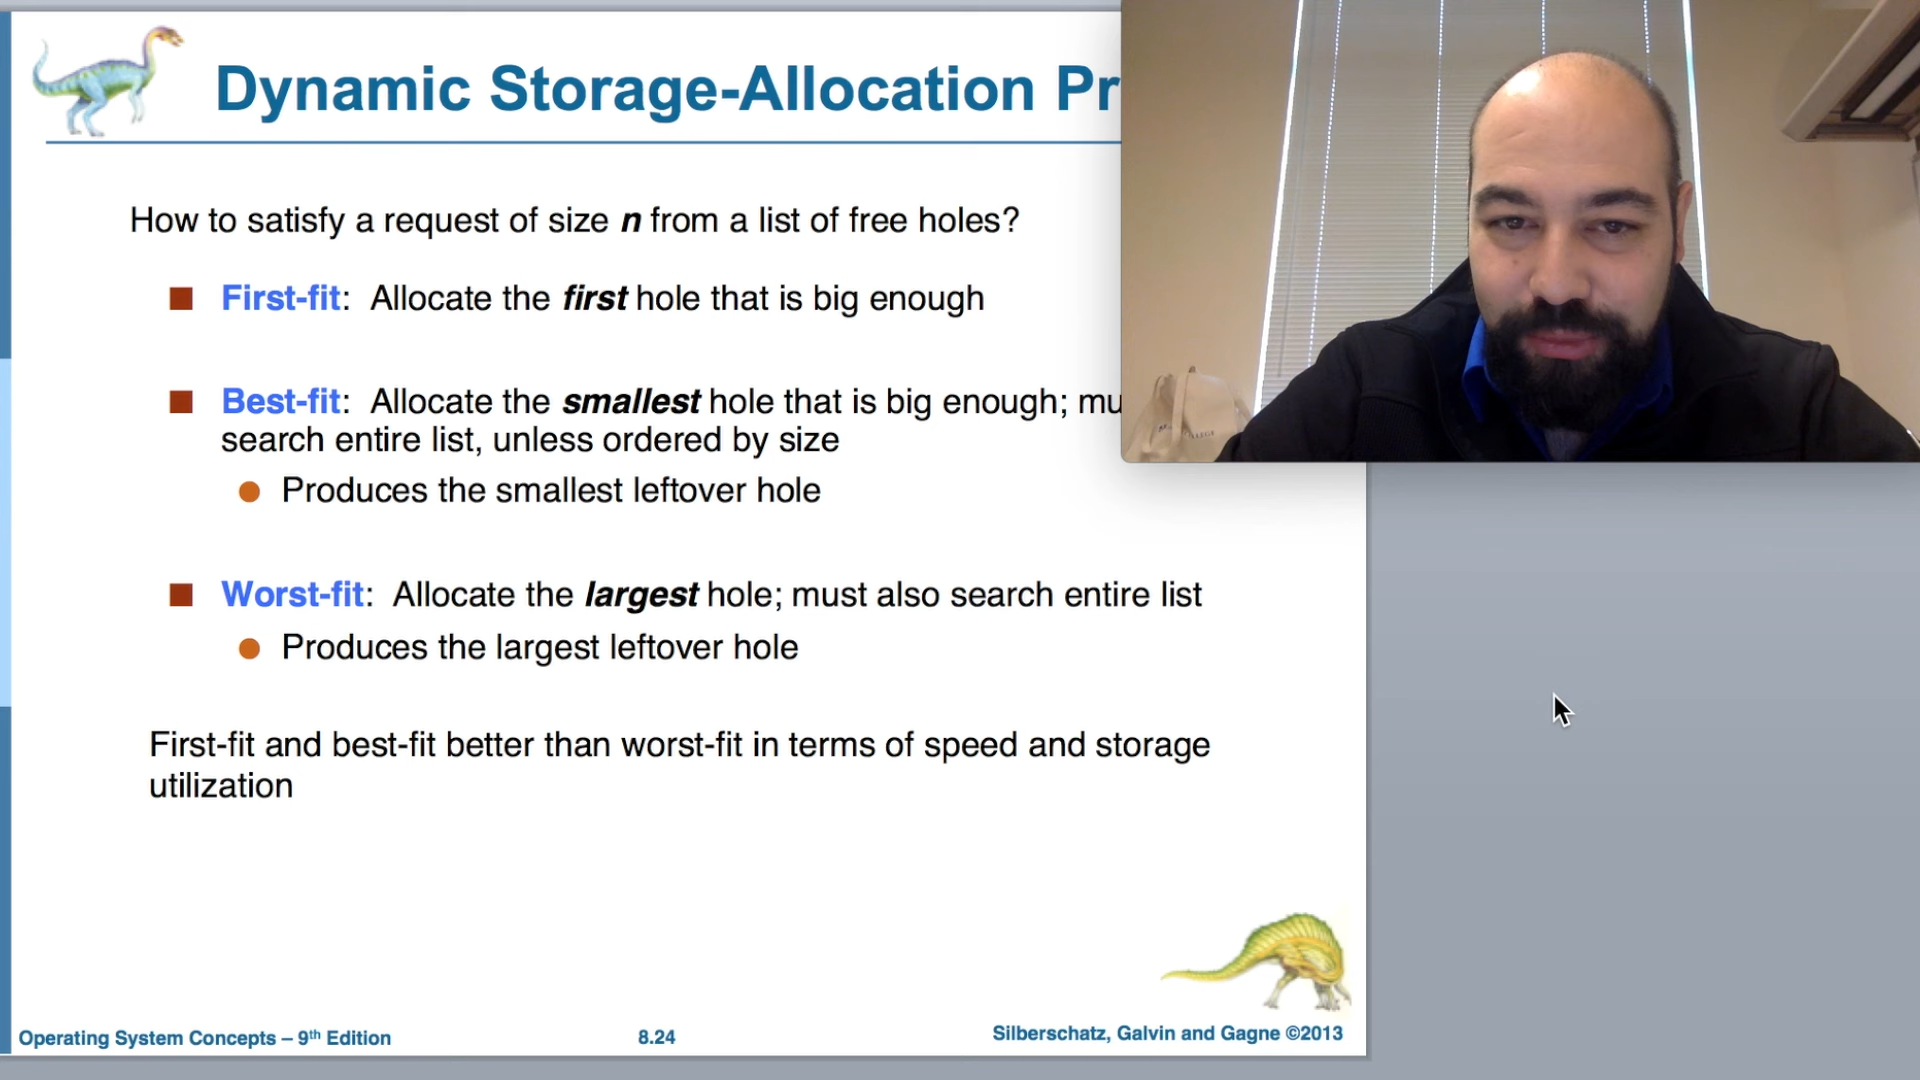 Dynamic Storage-Allocation
How to satisfy a request of size n from a list of free holes?
First-fit: Allocate the first hole that is big enough
Best-fit: Allocate the smallest hole that is big enough;
search entire list, unless ordered by size
Produces the smallest leftover hole
Worst-fit: Allocate the largest hole; must also search entire list
Produces the largest leftover hole
First-fit and best-fit better than worst-fit in terms of speed and storage
utilization
Operating System Concepts – 9th Edition
8.24
Silberschatz, Galvin and Gagne ©2013